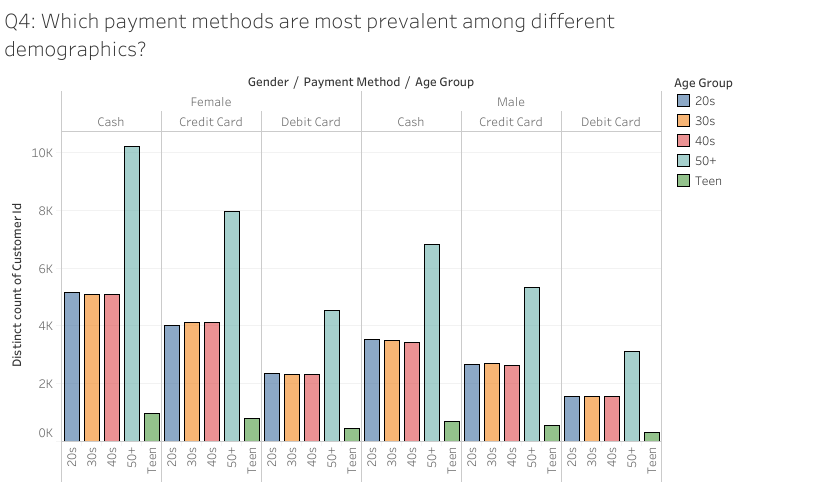 Q4: Which payment methods are most prevalent among different
demographics?
Gender / Payment Method / Age Group
Female
Male
Cash
Credit Card
Debit Card
Cash
Credit Card
Debit Card
Distinct count of Customer Id
10K
8K
6K
4K
2K
0K
20s
30s
40s
50+
Teen
20s
30s
40s
50+
Teen
20s
30s
40s
50+
Teen
20s
30s
40s
50+
Teen
20s
30s
40s
50+
Teen
20s
30s
40s
50+
Teen
Age Group
20s
30s
40s
50+
Teen